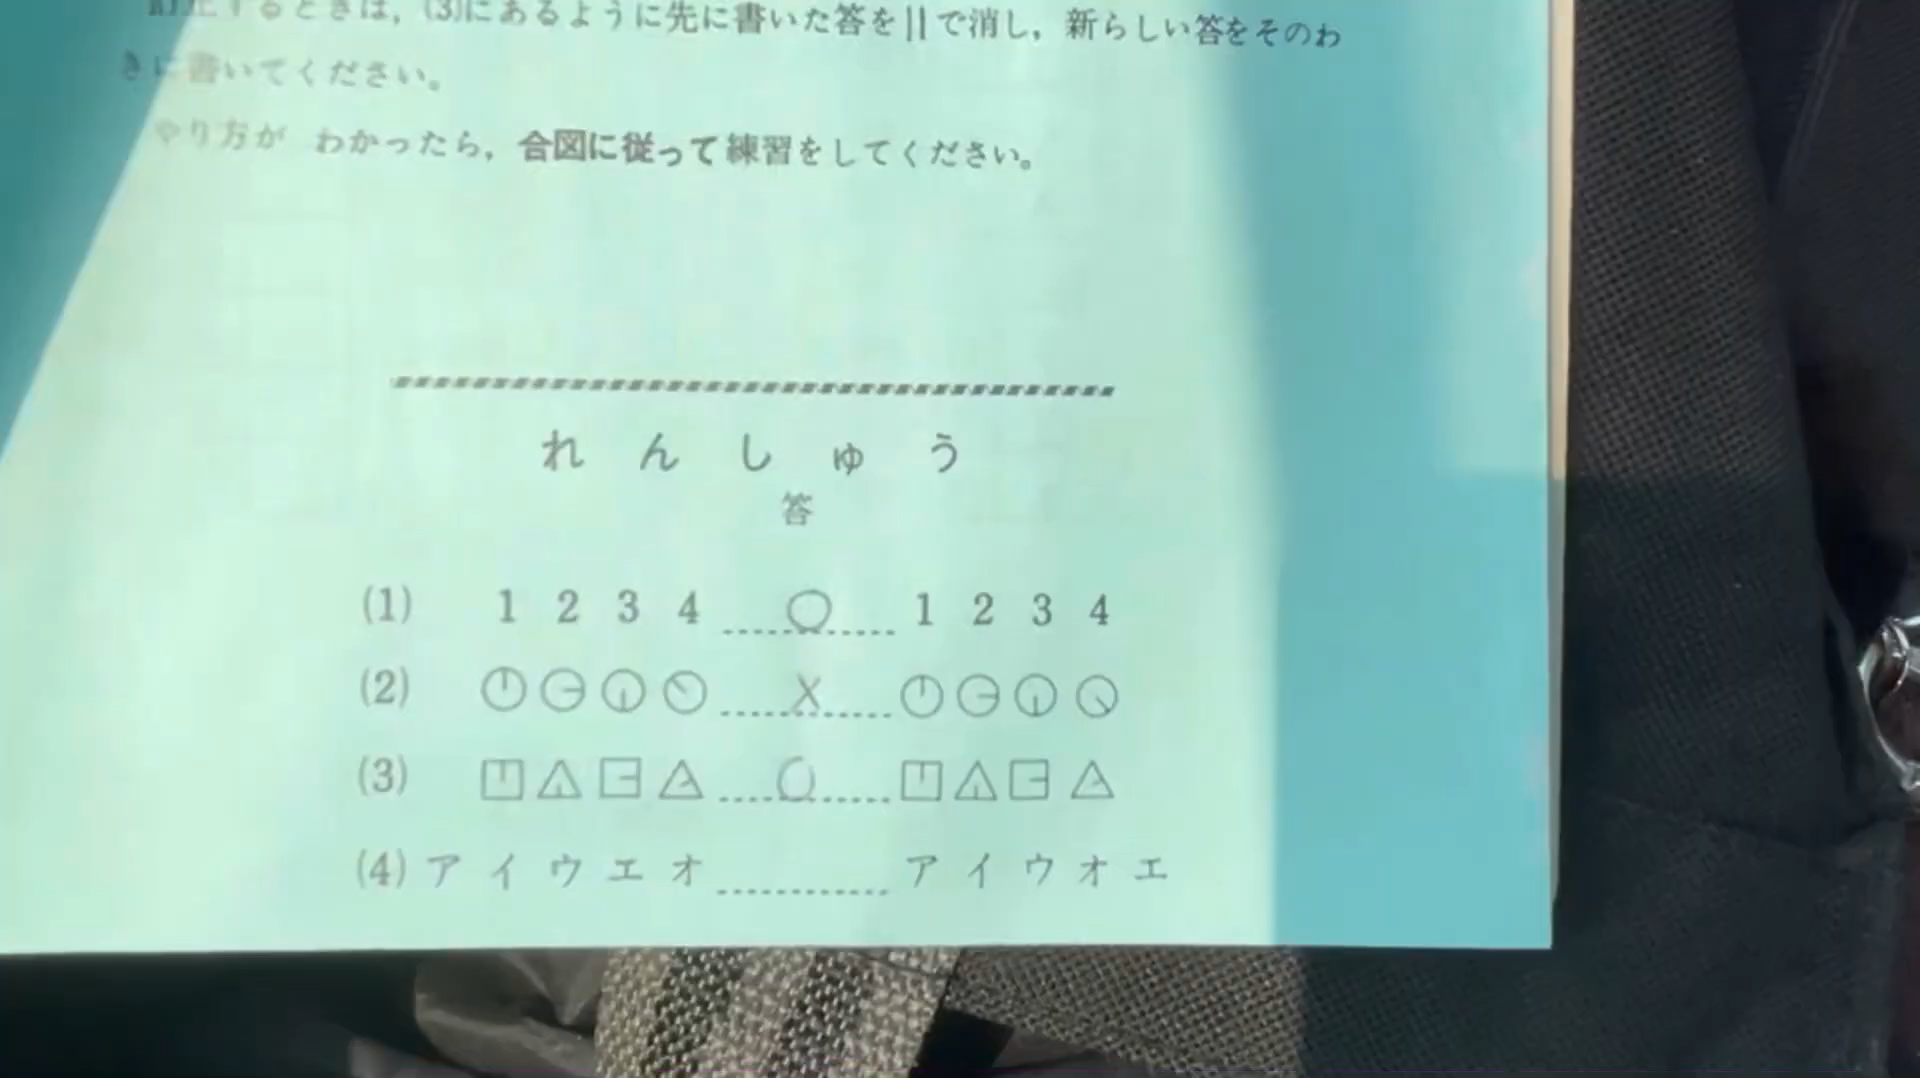 訂正するときは，(3)にあるように先に書いた答を||で消し，新らしい答をそのわ
きに書いてください。
やり方が わかったら，合図に従って練習をしてください。
れんしゅう
答
(1) 1 2 3 4 ○ 1 2 3 4
(2) X
(3) ○
(4) アイウエオ アイウオエ